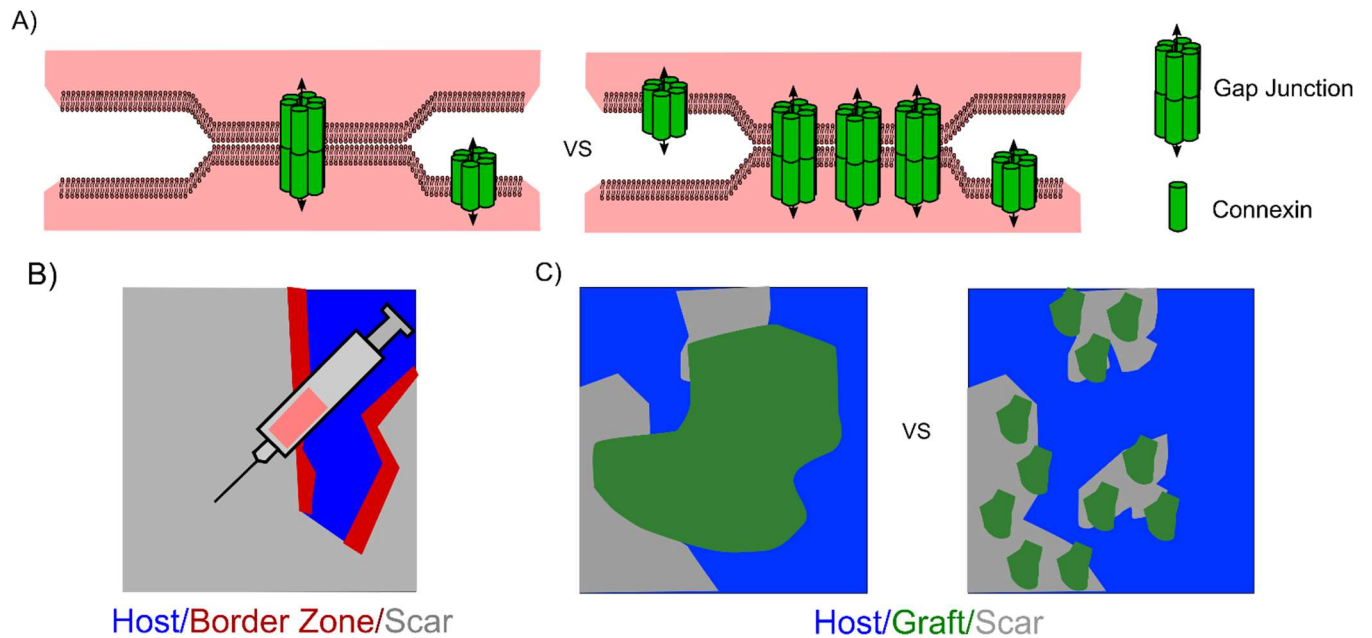 A)
VS
Gap Junction
Connexin
B)
C)
VS
Host/Border Zone/Scar
Host/Graft/Scar